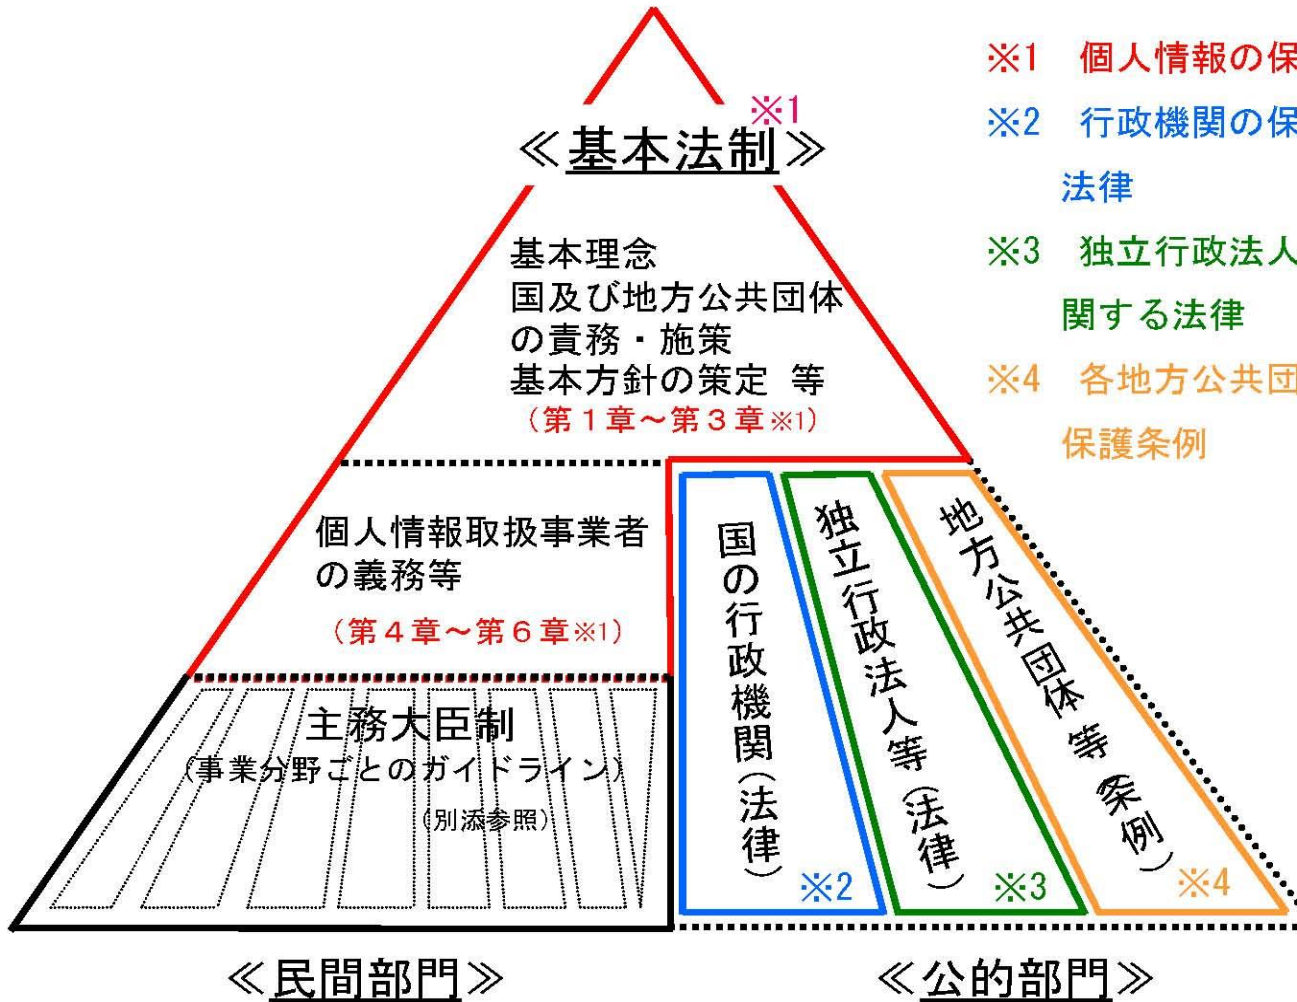 ※1
≪基本法制≫
基本理念
国及び地方公共団体
の責務・施策
基本方針の策定 等
（第１章～第３章※1）
個人情報取扱事業者
の義務等
（第４章～第６章※1）
主務大臣制
（事業分野ごとのガイドライン）
（別添参照）
国の行政機関（法律）
※2
独立行政法人等（法律）
※3
地方公共団体等（条例）
※4
≪民間部門≫
≪公的部門≫
※1 個人情報の保
※2 行政機関の保
法律
※3 独立行政法人
関する法律
※4 各地方公共団
保護条例